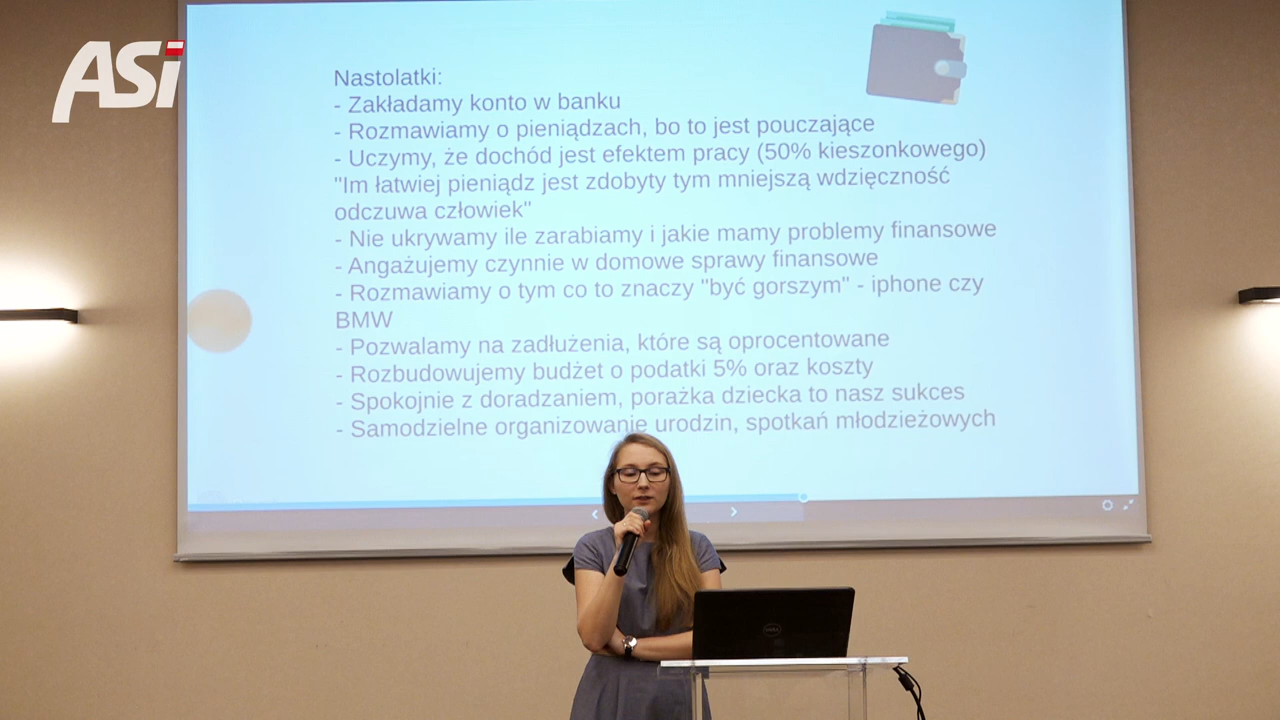 ASi
Nastolatki:
- Zakładamy konto w banku
- Rozmawiamy o pieniądzach, bo to jest pouczające
- Uczymy, że dochód jest efektem pracy (50% kieszonkowego)
"Im łatwiej pieniądz jest zdobyty tym mniejszą wdzięczność
odczuwa człowiek"
- Nie ukrywamy ile zarabiamy i jakie mamy problemy finansowe
- Angażujemy czynnie w domowe sprawy finansowe
- Rozmawiamy o tym co to znaczy "być gorszym" - iphone czy
BMW
- Pozwalamy na zadłużenia, które są oprocentowane
- Rozbudowujemy budżet o podatki 5% oraz koszty
- Spokojnie z doradzaniem, porażka dziecka to nasz sukces
- Samodzielne organizowanie urodzin, spotkań młodzieżowych
DELL